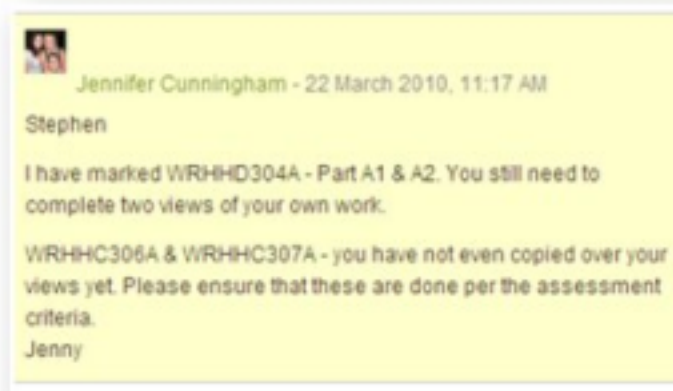 Jennifer Cunningham - 22 March 2010, 11:17 AM
Stephen
I have marked WRHHD304A - Part A1 & A2. You still need to
complete two views of your own work.
WRHHC306A & WRHHC307A - you have not even copied over your
views yet. Please ensure that these are done per the assessment
criteria.
Jenny